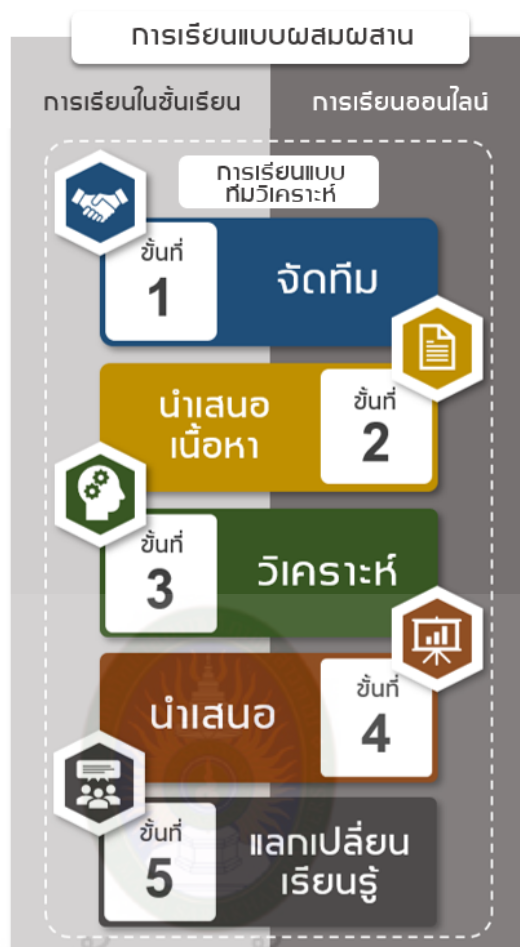 การเรียนแบบผสมผสาน
การเรียนในชั้นเรียน
การเรียนออนไลน์
การเรียนแบบ
ทีมวิเคราะห์
ขั้นที่
1
จัดทีม
นำเสนอ
เนื้อหา
ขั้นที่
2
ขั้นที่
3
วิเคราะห์
นำเสนอ
ขั้นที่
4
ขั้นที่
5
แลกเปลี่ยน
เรียนรู้